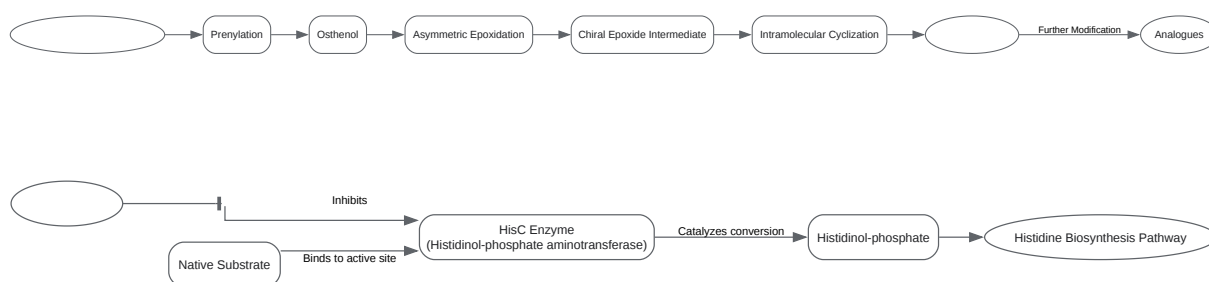 Prenylation
Osthenol
Asymmetric Epoxidation
Chiral Epoxide Intermediate
Intramolecular Cyclization
Further Modification
Analogues
Inhibits
HisC Enzyme
(Histidinol-phosphate aminotransferase)
Catalyzes conversion
Histidinol-phosphate
Histidine Biosynthesis Pathway
Native Substrate
Binds to active site